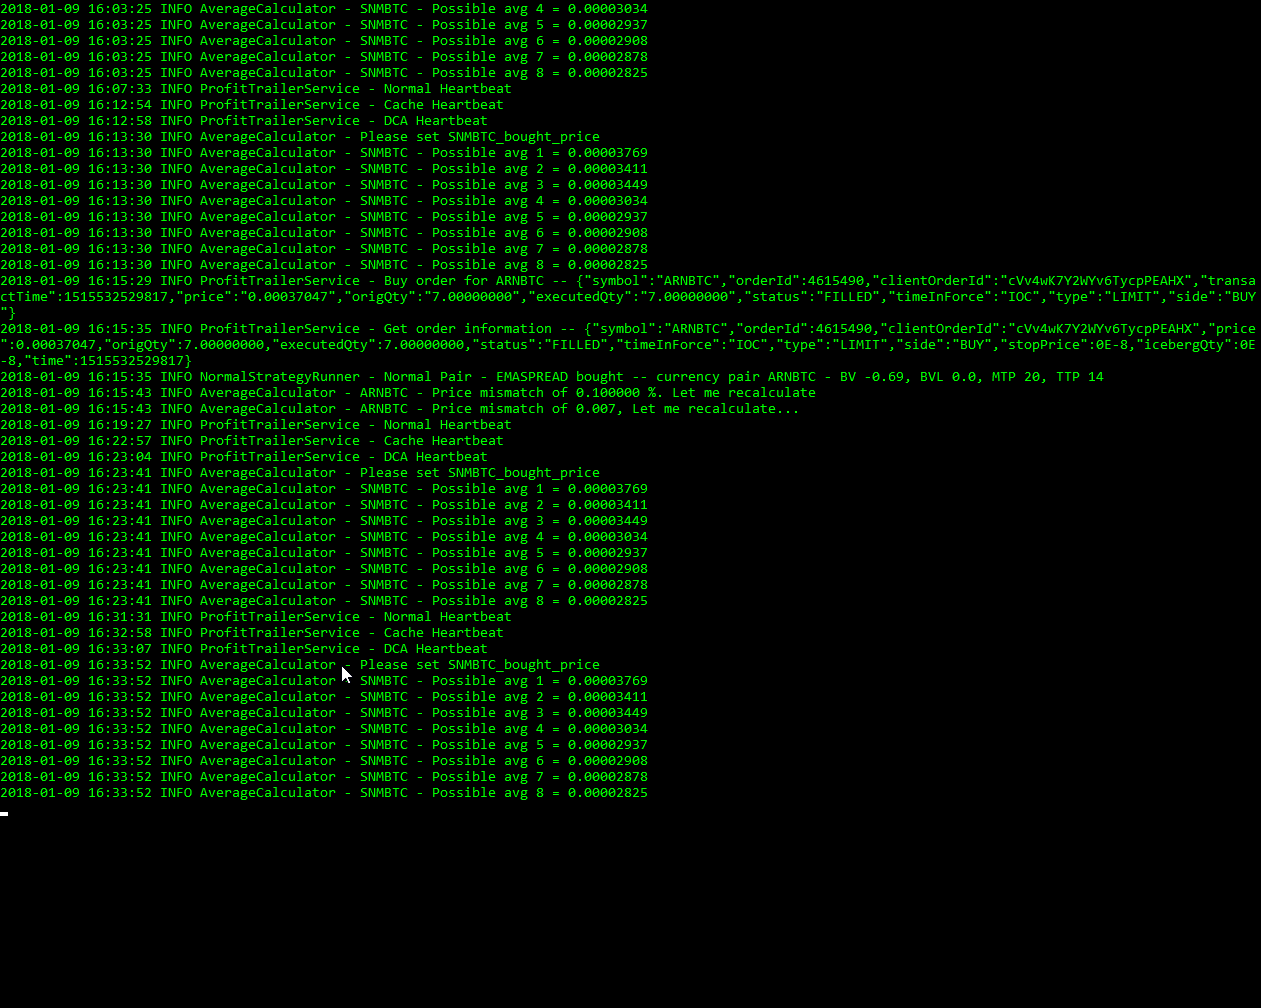 2018-01-09 16:03:25 INFO AverageCalculator - SNMBTC - Possible avg 4 = 0.00003034
2018-01-09 16:03:25 INFO AverageCalculator - SNMBTC - Possible avg 5 = 0.00002937
2018-01-09 16:03:25 INFO AverageCalculator - SNMBTC - Possible avg 6 = 0.00002908
2018-01-09 16:03:25 INFO AverageCalculator - SNMBTC - Possible avg 7 = 0.00002878
2018-01-09 16:03:25 INFO AverageCalculator - SNMBTC - Possible avg 8 = 0.00002825
2018-01-09 16:07:33 INFO ProfitTrailerService - Normal Heartbeat
2018-01-09 16:12:54 INFO ProfitTrailerService - Cache Heartbeat
2018-01-09 16:12:58 INFO ProfitTrailerService - DCA Heartbeat
2018-01-09 16:13:30 INFO AverageCalculator - Please set SNMBTC_bought_price
2018-01-09 16:13:30 INFO AverageCalculator - SNMBTC - Possible avg 1 = 0.00003769
2018-01-09 16:13:30 INFO AverageCalculator - SNMBTC - Possible avg 2 = 0.00003411
2018-01-09 16:13:30 INFO AverageCalculator - SNMBTC - Possible avg 3 = 0.00003449
2018-01-09 16:13:30 INFO AverageCalculator - SNMBTC - Possible avg 4 = 0.00003034
2018-01-09 16:13:30 INFO AverageCalculator - SNMBTC - Possible avg 5 = 0.00002937
2018-01-09 16:13:30 INFO AverageCalculator - SNMBTC - Possible avg 6 = 0.00002908
2018-01-09 16:13:30 INFO AverageCalculator - SNMBTC - Possible avg 7 = 0.00002878
2018-01-09 16:13:30 INFO AverageCalculator - SNMBTC - Possible avg 8 = 0.00002825
2018-01-09 16:15:29 INFO ProfitTrailerService - Buy order for ARNBTC -- {"symbol":"ARNBTC","orderId":4615490,"clientOrderId":"cVv4wK7Y2WYv6TycpPEAHX","transa
ctTime":1515532529817,"price":"0.00037047","origQty":"7.00000000","executedQty":"7.00000000","status":"FILLED","timeInForce":"IOC","type":"LIMIT","side":"BUY
"}
2018-01-09 16:15:35 INFO ProfitTrailerService - Get order information -- {"symbol":"ARNBTC","orderId":4615490,"clientOrderId":"cVv4wK7Y2WYv6TycpPEAHX","price
":0.00037047,"origQty":7.00000000,"executedQty":7.00000000,"status":"FILLED","timeInForce":"IOC","type":"LIMIT","side":"BUY","stopPrice":0E-8,"icebergQty":0E
-8,"time":1515532529817}
2018-01-09 16:15:35 INFO NormalStrategyRunner - Normal Pair - EMASPREAD bought -- currency pair ARNBTC - BV -0.69, BVL 0.0, MTP 20, TTP 14
2018-01-09 16:15:43 INFO AverageCalculator - ARNBTC - Price mismatch of 0.100000 %. Let me recalculate
2018-01-09 16:15:43 INFO AverageCalculator - ARNBTC - Price mismatch of 0.007, Let me recalculate...
2018-01-09 16:19:27 INFO ProfitTrailerService - Normal Heartbeat
2018-01-09 16:22:57 INFO ProfitTrailerService - Cache Heartbeat
2018-01-09 16:23:04 INFO ProfitTrailerService - DCA Heartbeat
2018-01-09 16:23:41 INFO AverageCalculator - Please set SNMBTC_bought_price
2018-01-09 16:23:41 INFO AverageCalculator - SNMBTC - Possible avg 1 = 0.00003769
2018-01-09 16:23:41 INFO AverageCalculator - SNMBTC - Possible avg 2 = 0.00003411
2018-01-09 16:23:41 INFO AverageCalculator - SNMBTC - Possible avg 3 = 0.00003449
2018-01-09 16:23:41 INFO AverageCalculator - SNMBTC - Possible avg 4 = 0.00003034
2018-01-09 16:23:41 INFO AverageCalculator - SNMBTC - Possible avg 5 = 0.00002937
2018-01-09 16:23:41 INFO AverageCalculator - SNMBTC - Possible avg 6 = 0.00002908
2018-01-09 16:23:41 INFO AverageCalculator - SNMBTC - Possible avg 7 = 0.00002878
2018-01-09 16:23:41 INFO AverageCalculator - SNMBTC - Possible avg 8 = 0.00002825
2018-01-09 16:31:31 INFO ProfitTrailerService - Normal Heartbeat
2018-01-09 16:32:58 INFO ProfitTrailerService - Cache Heartbeat
2018-01-09 16:33:07 INFO ProfitTrailerService - DCA Heartbeat
2018-01-09 16:33:52 INFO AverageCalculator - Please set SNMBTC_bought_price
2018-01-09 16:33:52 INFO AverageCalculator - SNMBTC - Possible avg 1 = 0.00003769
2018-01-09 16:33:52 INFO AverageCalculator - SNMBTC - Possible avg 2 = 0.00003411
2018-01-09 16:33:52 INFO AverageCalculator - SNMBTC - Possible avg 3 = 0.00003449
2018-01-09 16:33:52 INFO AverageCalculator - SNMBTC - Possible avg 4 = 0.00003034
2018-01-09 16:33:52 INFO AverageCalculator - SNMBTC - Possible avg 5 = 0.00002937
2018-01-09 16:33:52 INFO AverageCalculator - SNMBTC - Possible avg 6 = 0.00002908
2018-01-09 16:33:52 INFO AverageCalculator - SNMBTC - Possible avg 7 = 0.00002878
2018-01-09 16:33:52 INFO AverageCalculator - SNMBTC - Possible avg 8 = 0.00002825